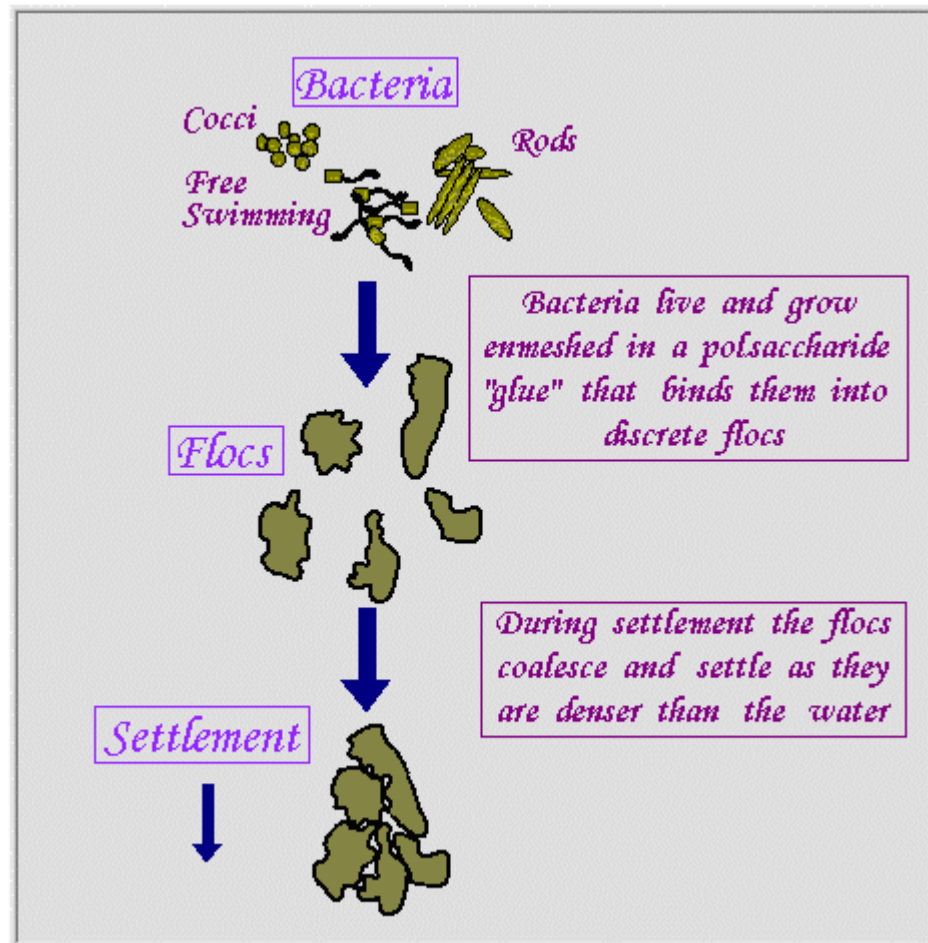 Bacteria
Cocci
Rods
Free
Swimming
Bacteria live and grow
enmeshed in a polsaccharide
"glue" that binds them into
discrete flocs
Flocs
During settlement the flocs
coalesce and settle as they
are denser than the water
Settlement